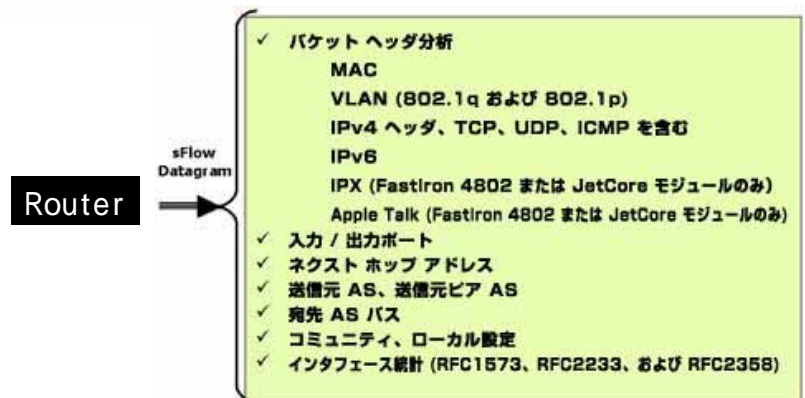 Router
sFlow
Datagram
✓ パケット ヘッダ分析
MAC
VLAN (802.1q および 802.1p)
IPv4 ヘッダ、TCP、UDP、ICMP を含む
IPv6
IPX (FastIron 4802 または JetCore モジュールのみ)
Apple Talk (FastIron 4802 または JetCore モジュールのみ)
✓ 入力 / 出力ポート
✓ ネクスト ホップ アドレス
✓ 送信元 AS、送信元ピア AS
✓ 宛先 AS パス
✓ コミュニティ、ローカル設定
✓ インタフェース統計 (RFC1573、RFC2233、および RFC2358)